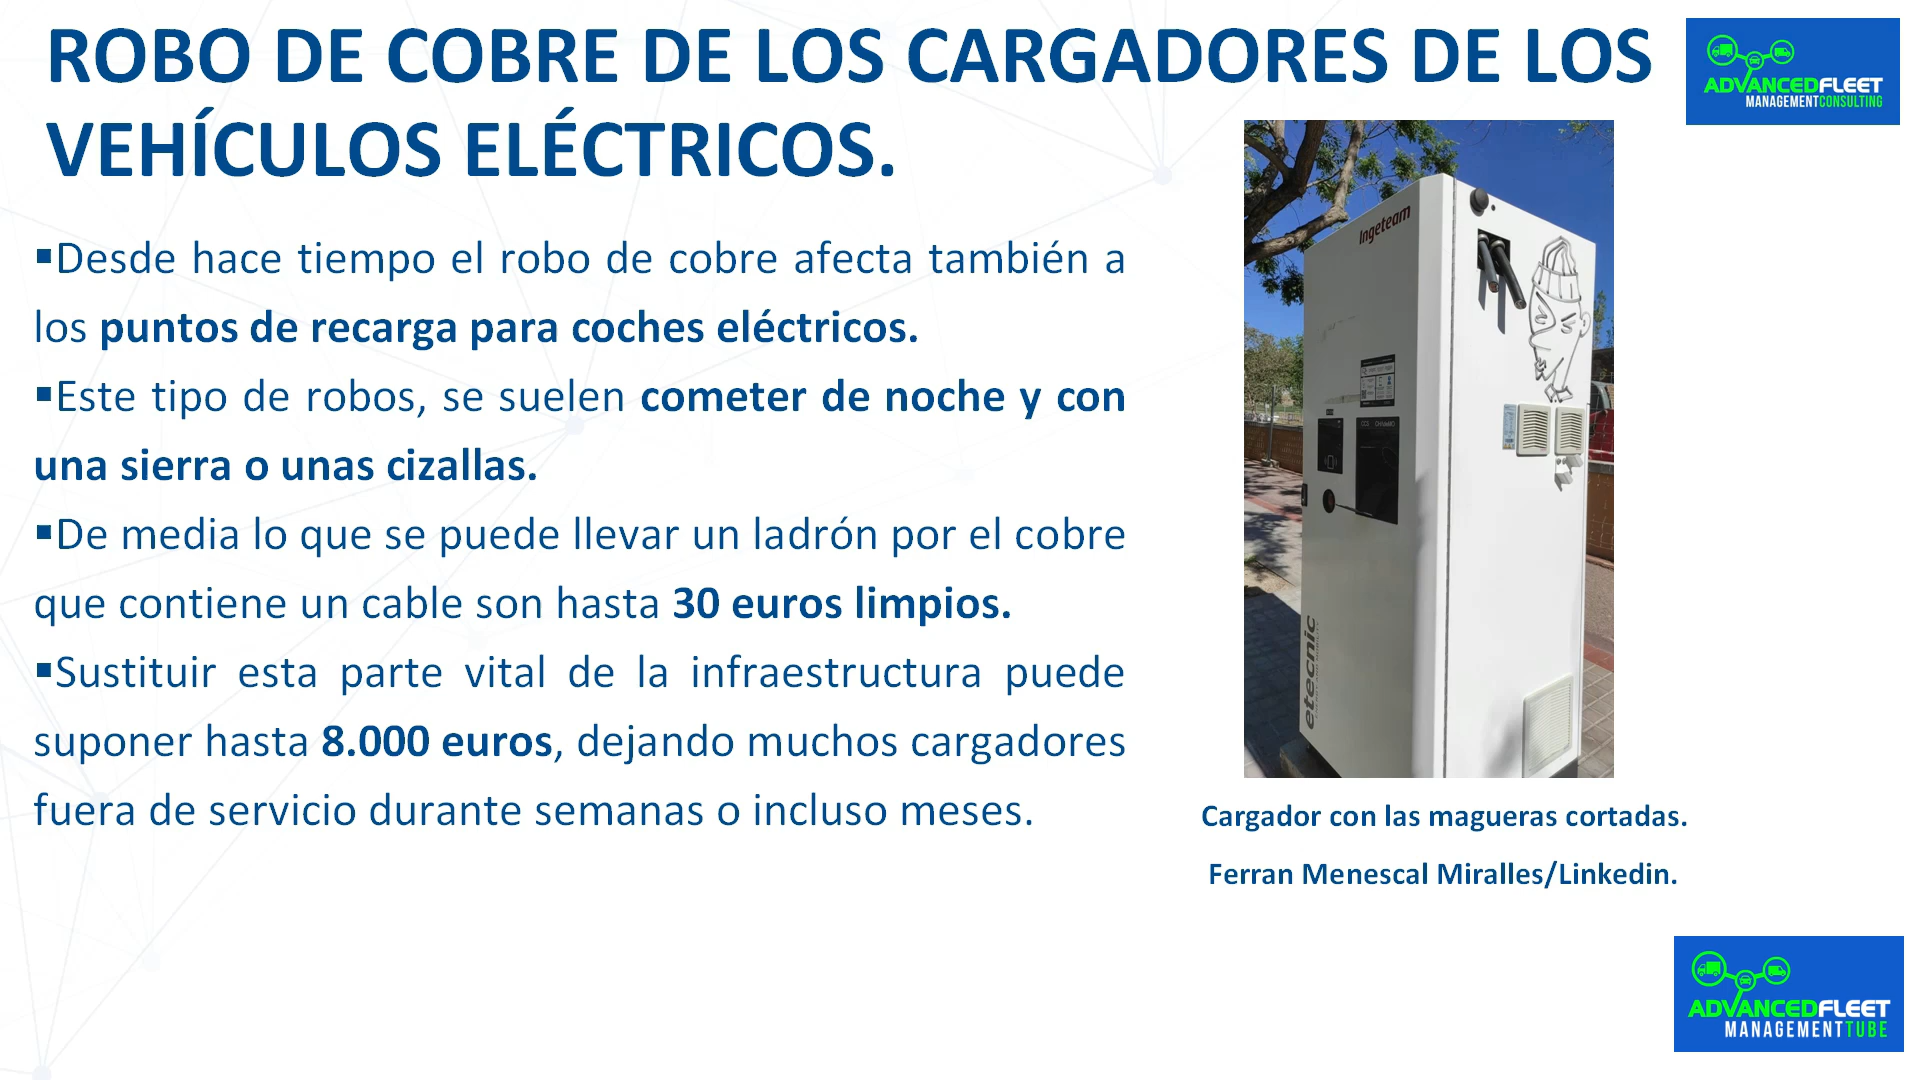 ROBO DE COBRE DE LOS CARGADORES DE LOS
VEHÍCULOS ELÉCTRICOS.
ADVANCEDFLEET
MANAGEMENTCONSULTING
▪Desde hace tiempo el robo de cobre afecta también a
los puntos de recarga para coches eléctricos.
▪Este tipo de robos, se suelen cometer de noche y con
una sierra o unas cizallas.
▪De media lo que se puede llevar un ladrón por el cobre
que contiene un cable son hasta 30 euros limpios.
▪Sustituir esta parte vital de la infraestructura puede
suponer hasta 8.000 euros, dejando muchos cargadores
fuera de servicio durante semanas o incluso meses.
Ingeteam
CCS CHAdeMO
etecnic
Cargador con las magueras cortadas.
Ferran Menescal Miralles/Linkedin.
ADVANCEDFLEET
MANAGEMENTTUBE